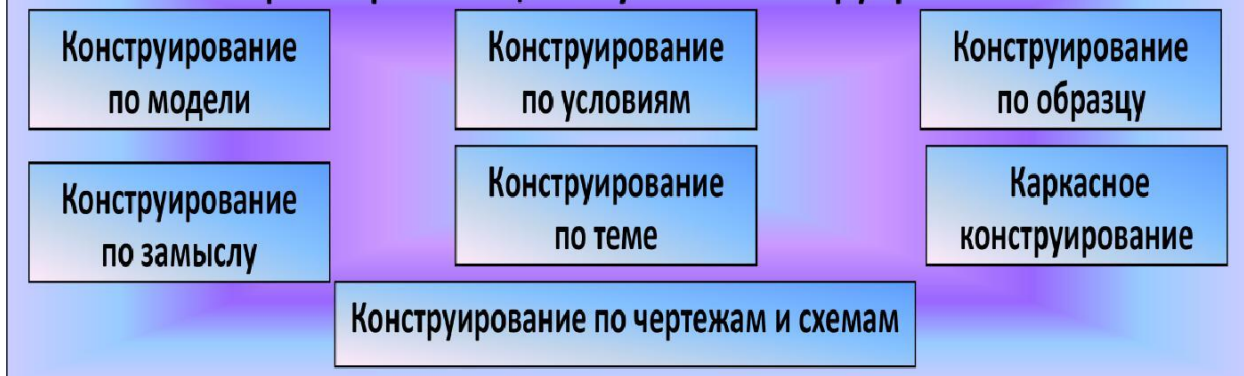 Конструирование
по модели
Конструирование
по условиям
Конструирование
по образцу
Конструирование
по замыслу
Конструирование
по теме
Каркасное
конструирование
Конструирование по чертежам и схемам